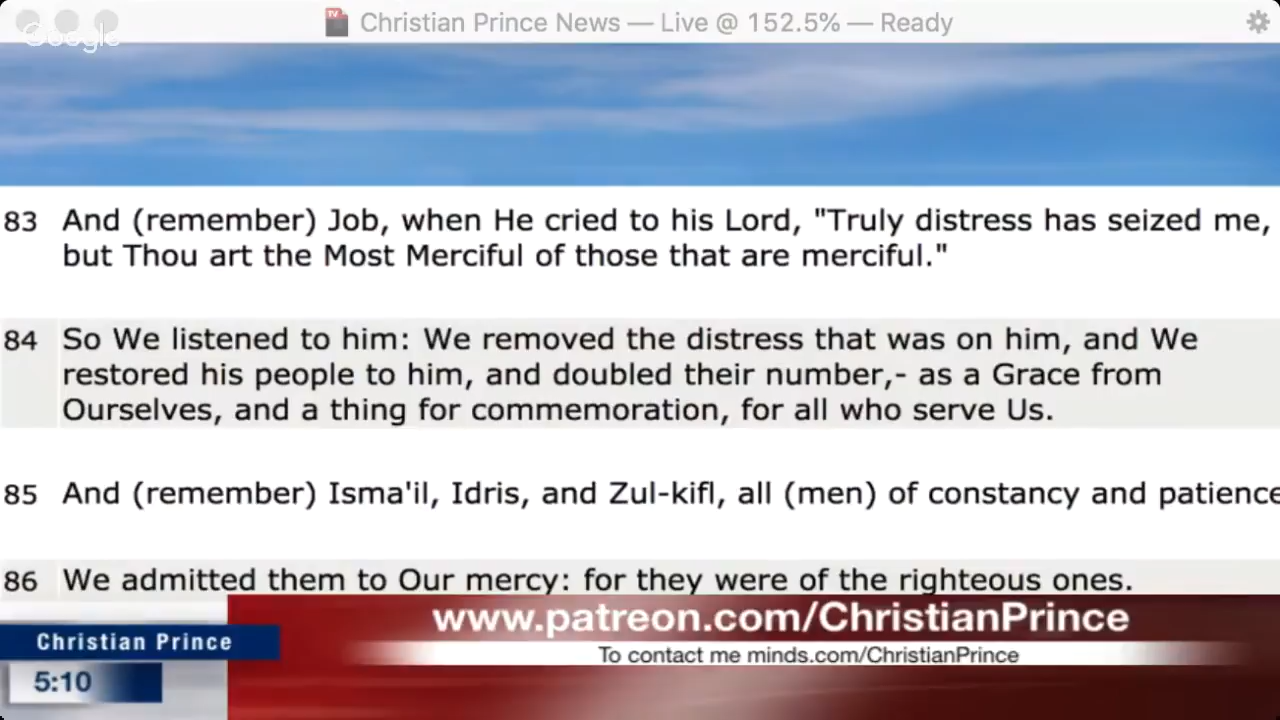 Christian Prince News — Live @ 152.5% — Ready
Google
83 And (remember) Job, when He cried to his Lord, "Truly distress has seized me,
but Thou art the Most Merciful of those that are merciful."
84 So We listened to him: We removed the distress that was on him, and We
restored his people to him, and doubled their number,- as a Grace from
Ourselves, and a thing for commemoration, for all who serve Us.
85 And (remember) Isma'il, Idris, and Zul-kifl, all (men) of constancy and patience
86 We admitted them to Our mercy: for they were of the righteous ones.
www.patreon.com/ChristianPrince
Christian Prince
To contact me minds.com/ChristianPrince
5:10